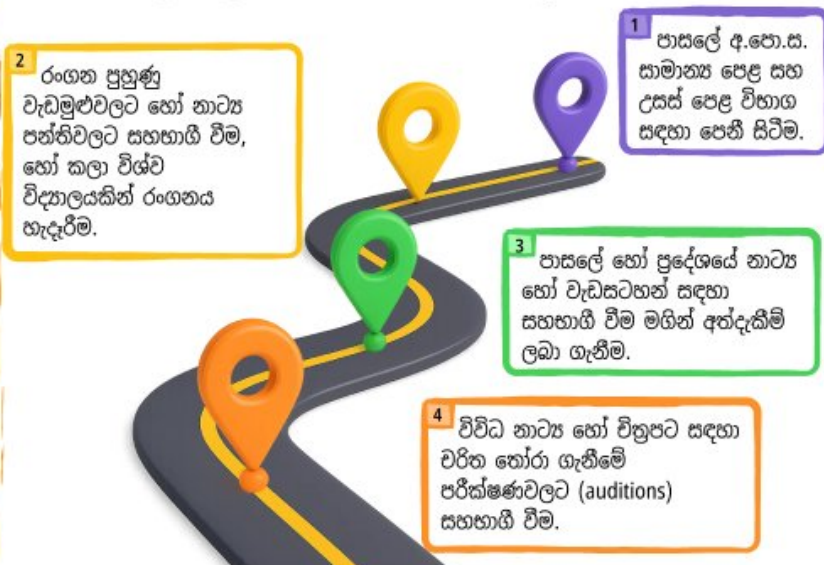 1
පාසලේ අ.පො.ස.
සාමාන්‍ය පෙළ සහ
උසස් පෙළ විභාග
සඳහා පෙනී සිටීම.
2
රංගන පුහුණු
වැඩමුළුවලට හෝ නාට්‍ය
පන්තිවලට සහභාගී වීම,
හෝ කලා විශ්ව
විද්‍යාලයකින් රංගනය
හැදෑරීම.
3
පාසලේ හෝ ප්‍රදේශයේ නාට්‍ය
හෝ වැඩසටහන් සඳහා
සහභාගී වීම මගින් අත්දැකීම්
ලබා ගැනීම.
4
විවිධ නාට්‍ය හෝ චිත්‍රපට සඳහා
චරිත තෝරා ගැනීමේ
පරීක්ෂණවලට (auditions)
සහභාගී වීම.